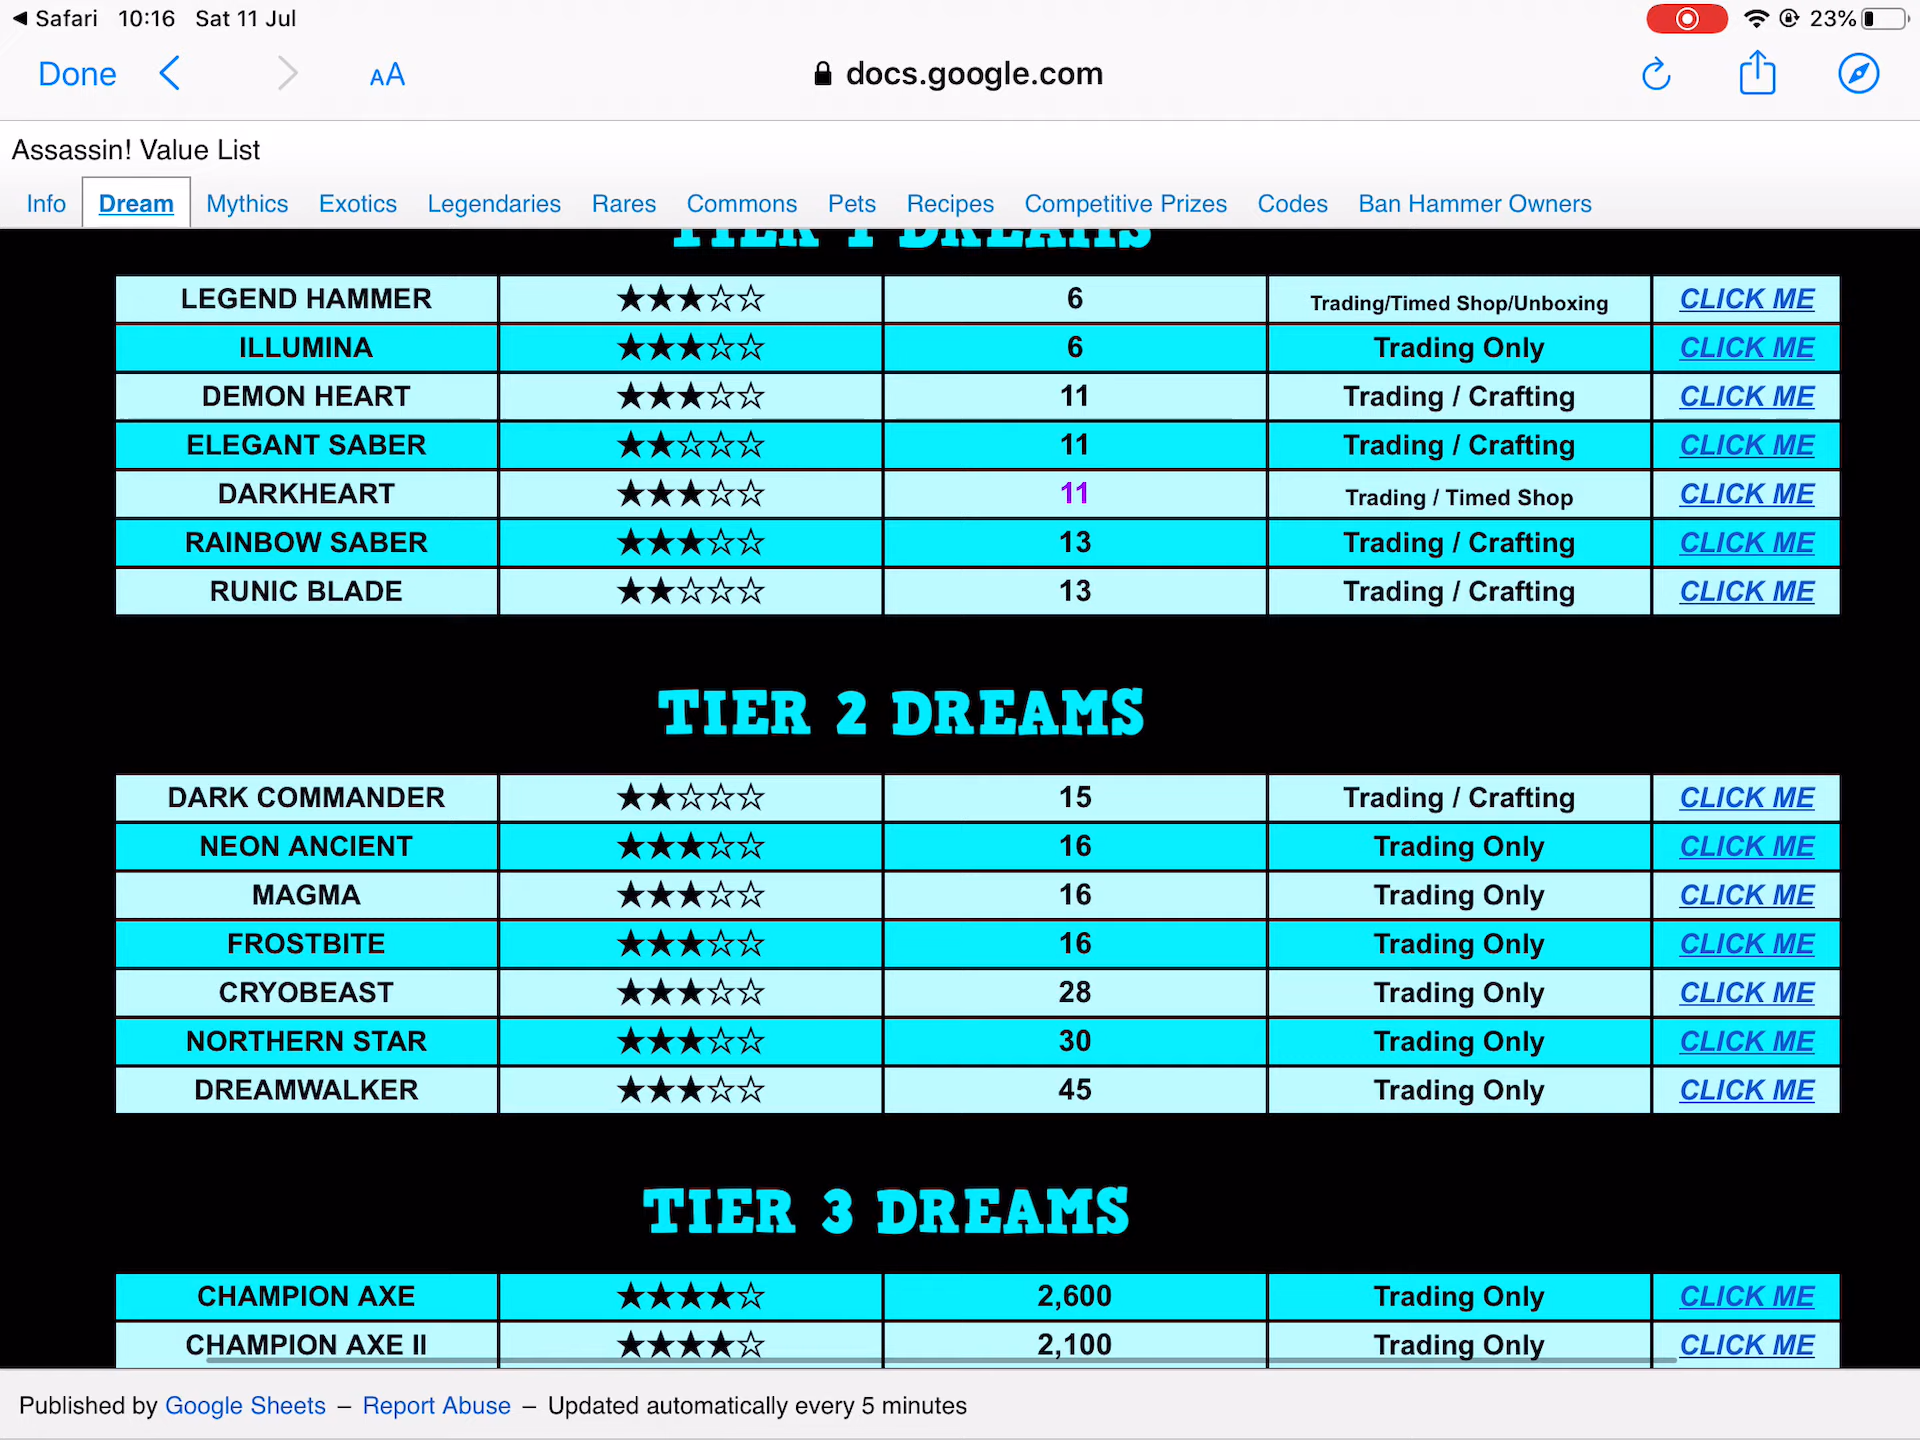 ◀ Safari 10:16 Sat 11 Jul 23%
Done AA docs.google.com
Assassin! Value List
Info Dream Mythics Exotics Legendaries Rares Commons Pets Recipes Competitive Prizes Codes Ban Hammer Owners
TIER 1 DREAMS
LEGEND HAMMER ★★★☆☆ 6 Trading/Timed Shop/Unboxing CLICK ME
ILLUMINA ★★★☆☆ 6 Trading Only CLICK ME
DEMON HEART ★★★☆☆ 11 Trading / Crafting CLICK ME
ELEGANT SABER ★★☆☆☆ 11 Trading / Crafting CLICK ME
DARKHEART ★★★☆☆ 11 Trading / Timed Shop CLICK ME
RAINBOW SABER ★★★☆☆ 13 Trading / Crafting CLICK ME
RUNIC BLADE ★★☆☆☆ 13 Trading / Crafting CLICK ME
TIER 2 DREAMS
DARK COMMANDER ★★☆☆☆ 15 Trading / Crafting CLICK ME
NEON ANCIENT ★★★☆☆ 16 Trading Only CLICK ME
MAGMA ★★★☆☆ 16 Trading Only CLICK ME
FROSTBITE ★★★☆☆ 16 Trading Only CLICK ME
CRYOBEAST ★★★☆☆ 28 Trading Only CLICK ME
NORTHERN STAR ★★★☆☆ 30 Trading Only CLICK ME
DREAMWALKER ★★★☆☆ 45 Trading Only CLICK ME
TIER 3 DREAMS
CHAMPION AXE ★★★★☆ 2,600 Trading Only CLICK ME
CHAMPION AXE II ★★★★☆ 2,100 Trading Only CLICK ME
Published by Google Sheets – Report Abuse – Updated automatically every 5 minutes